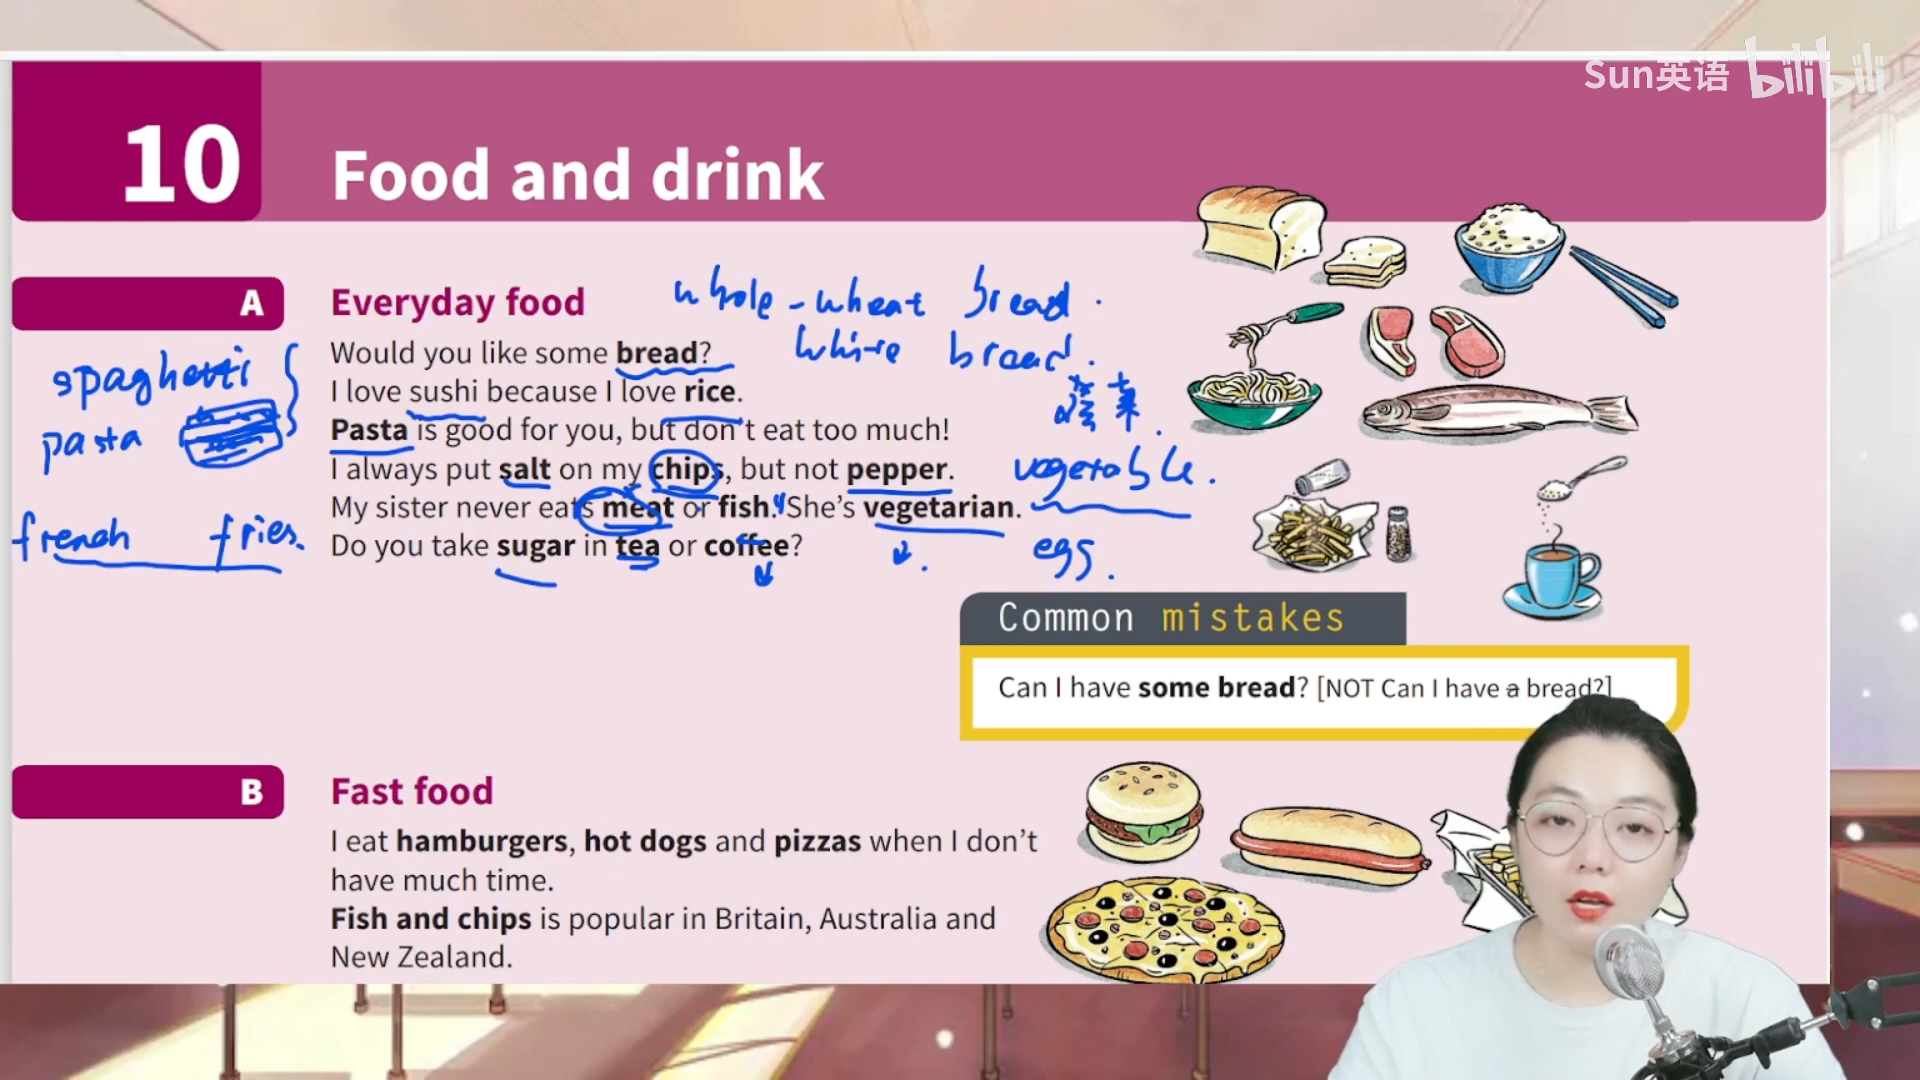 Sun英语 bilibili
10
Food and drink
A
Everyday food
whole-wheat bread.
white bread.
Would you like some bread?
I love sushi because I love rice.
Pasta is good for you, but don't eat too much!
I always put salt on my chips, but not pepper.
My sister never eats meat or fish. She's vegetarian.
Do you take sugar in tea or coffee?
spaghetti
pasta
french fries.
vegetable.
egg.
Common mistakes
Can I have some bread? [NOT Can I have a bread?]
B
Fast food
I eat hamburgers, hot dogs and pizzas when I don't
have much time.
Fish and chips is popular in Britain, Australia and
New Zealand.